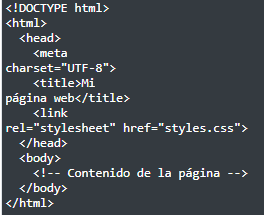 <!DOCTYPE html>
<html>
  <head>
    <meta
charset="UTF-8">
    <title>Mi
página web</title>
    <link
rel="stylesheet" href="styles.css">
  </head>
  <body>
    <!-- Contenido de la página -->
  </body>
</html>